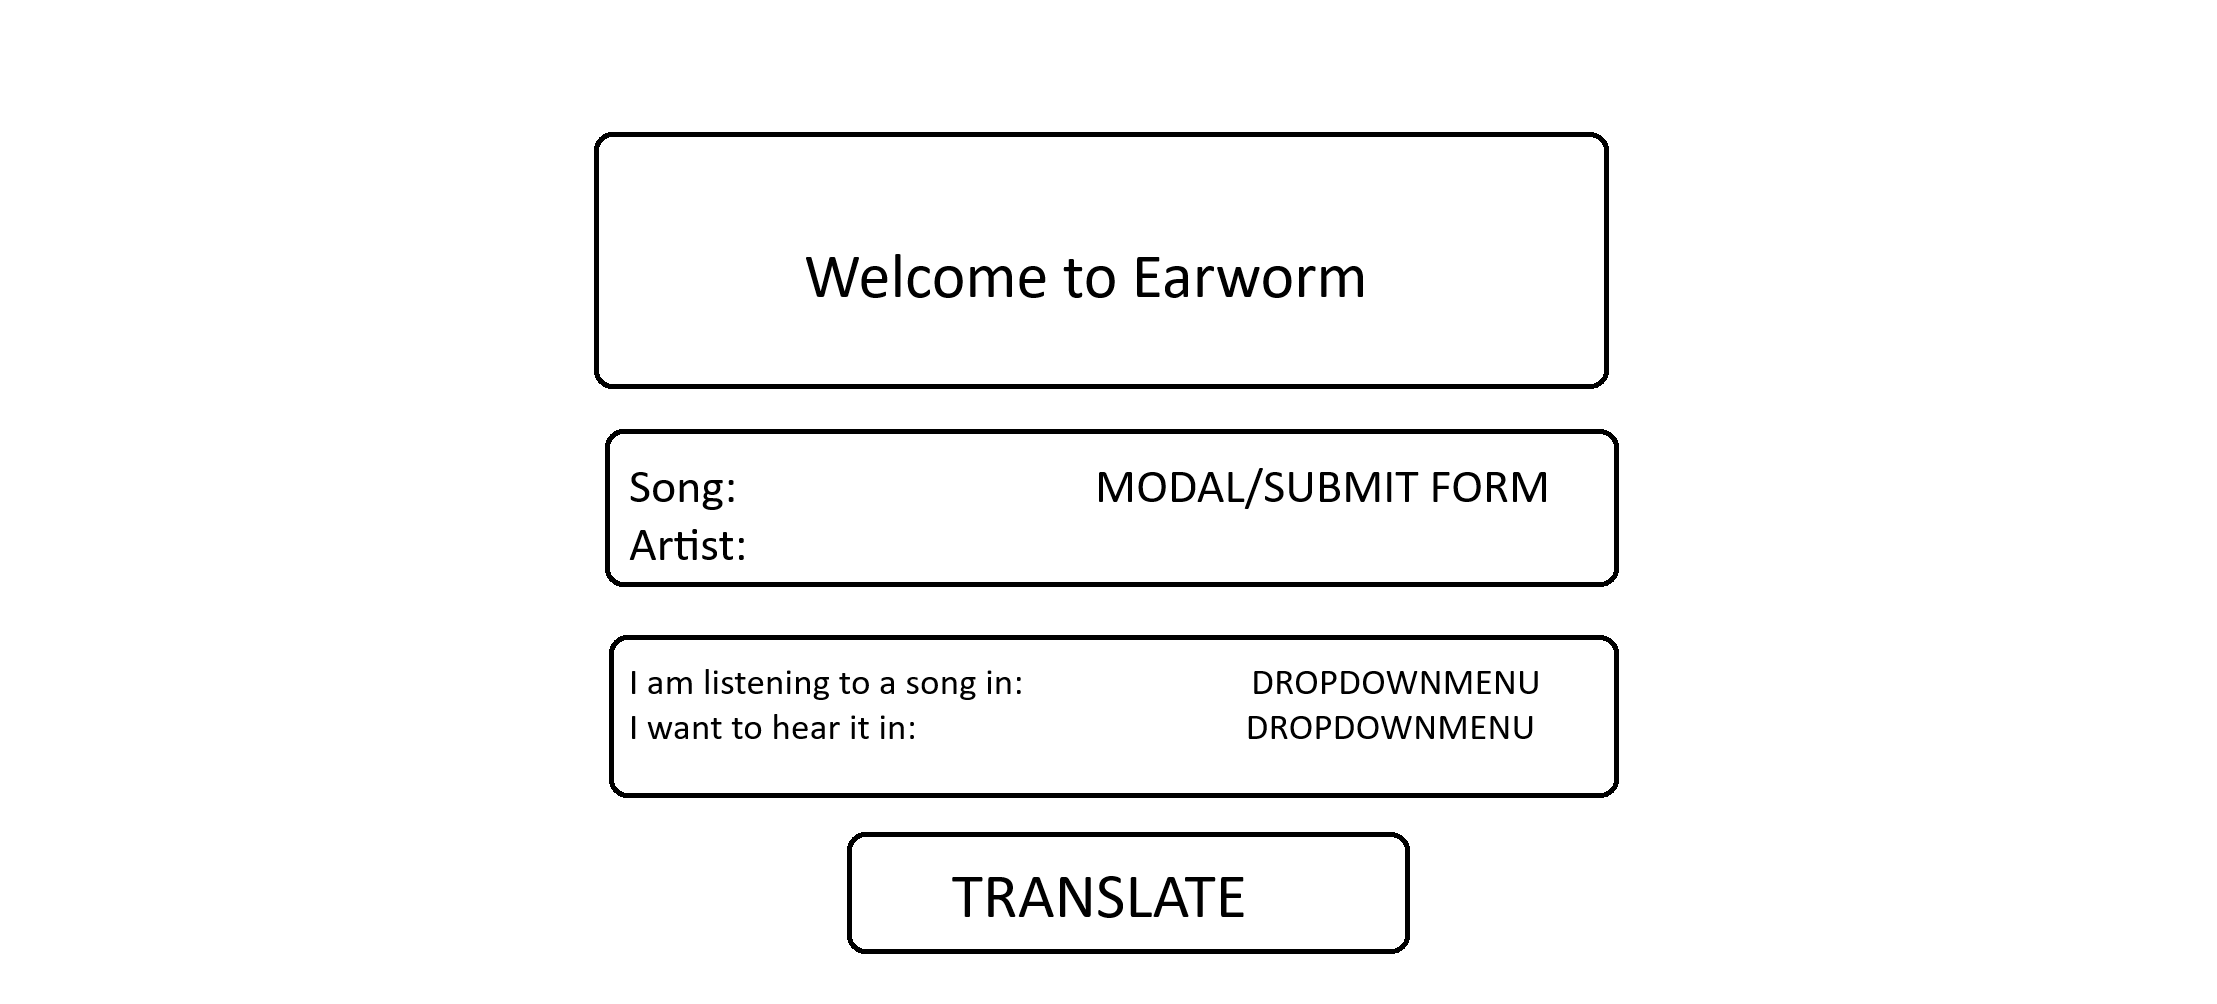 Welcome to Earworm
Song: MODAL/SUBMIT FORM
Artist:
I am listening to a song in: DROPDOWNMENU
I want to hear it in: DROPDOWNMENU
TRANSLATE